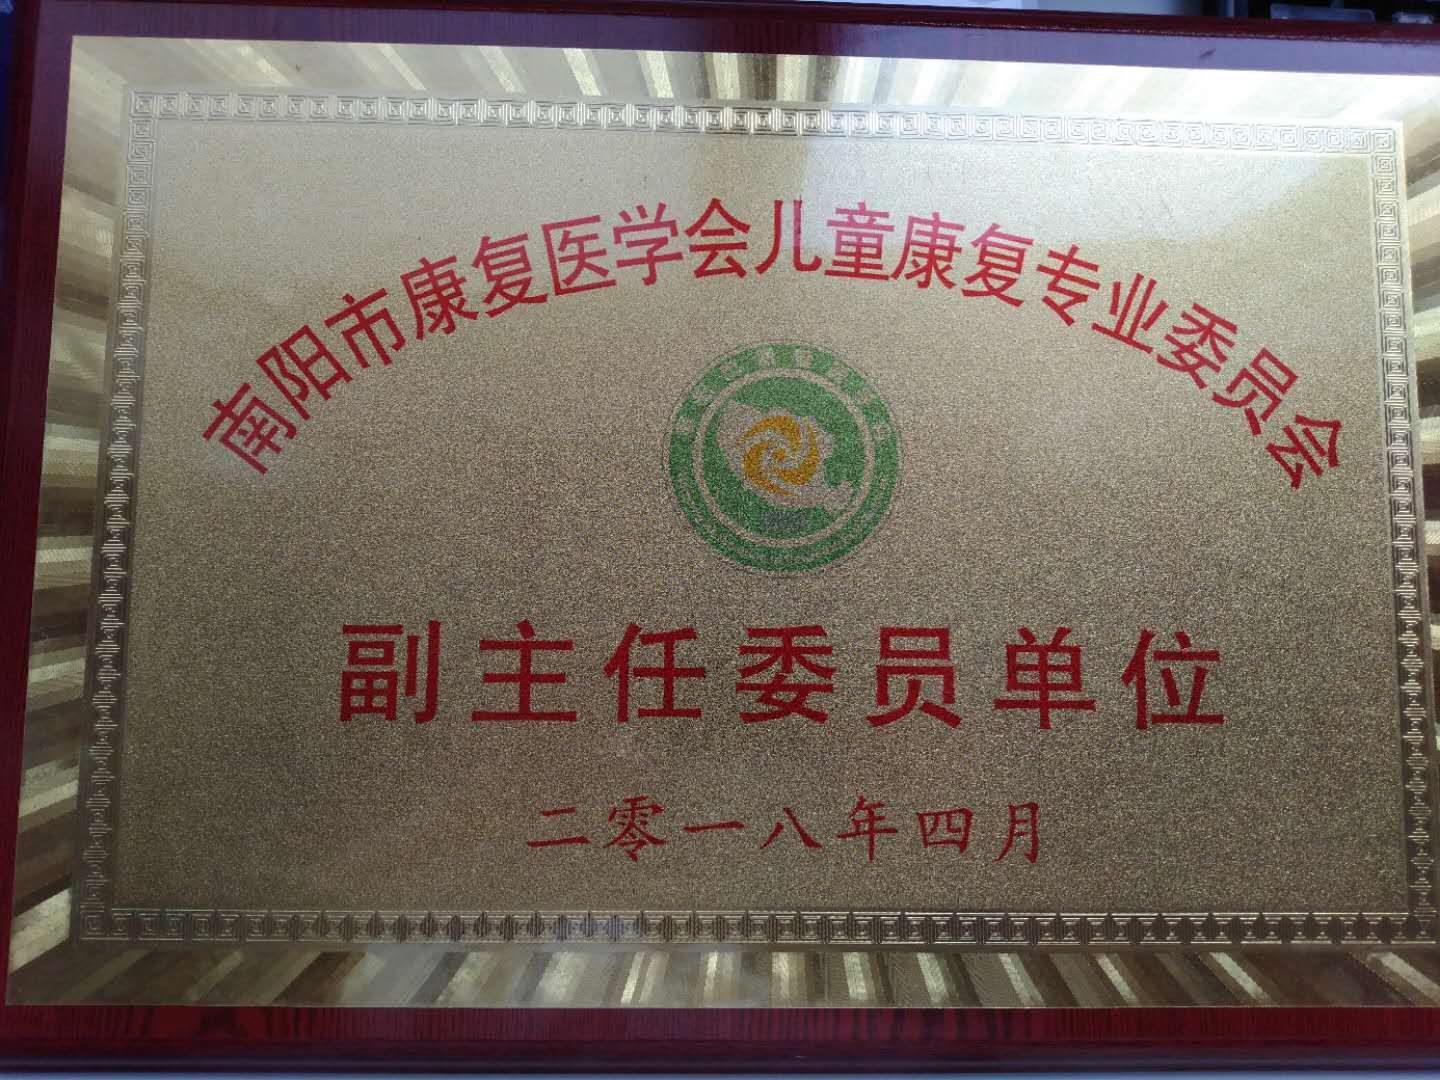 南阳市康复医学会儿童康复专业委员会
副主任委员单位
二零一八年四月